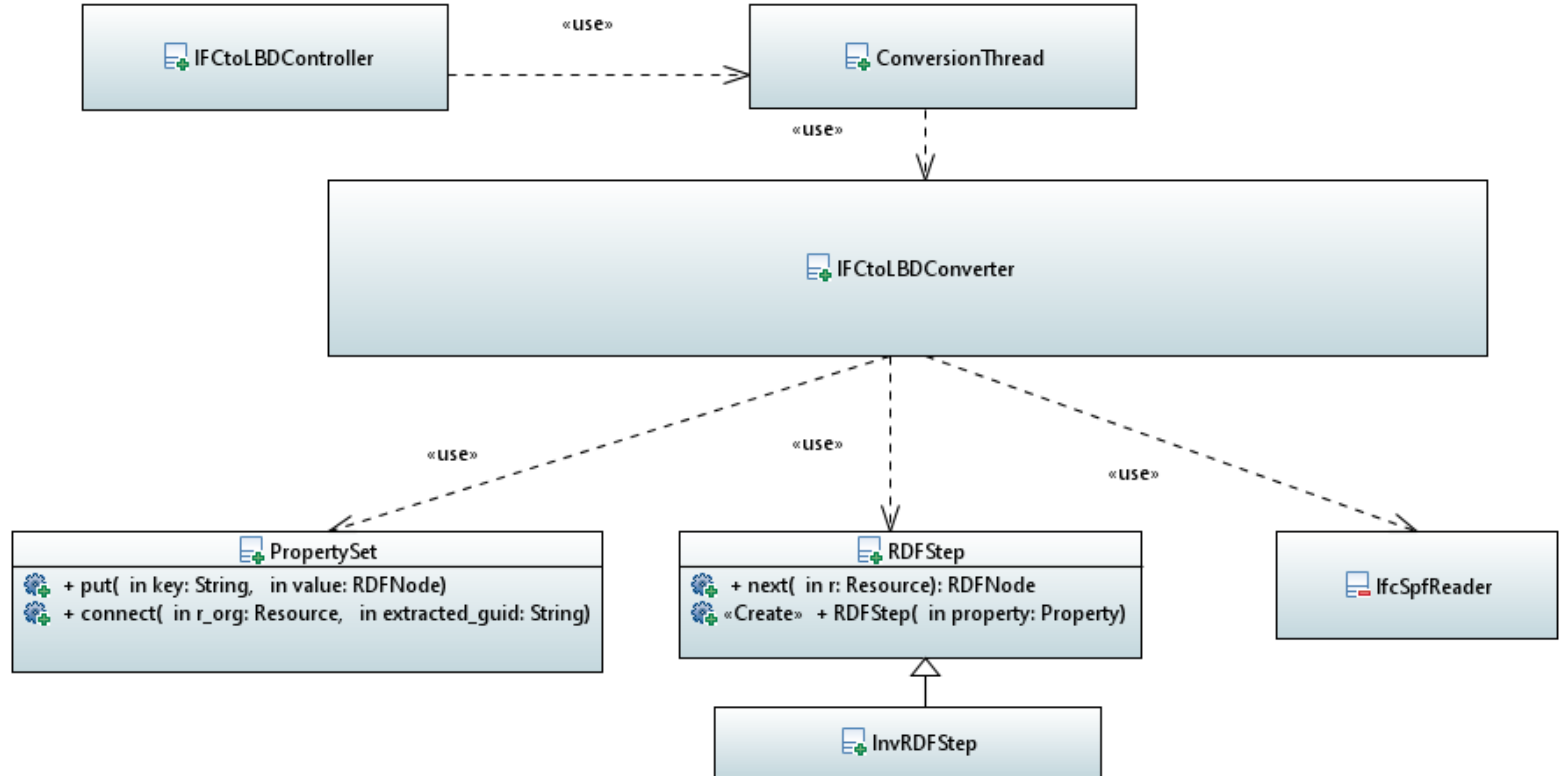 «use»
IFCtoLBDController
ConversionThread
«use»
IFCtoLBDConverter
«use»
«use»
«use»
PropertySet
+ put( in key: String, in value: RDFNode)
+ connect( in r_org: Resource, in extracted_guid: String)
RDFStep
+ next( in r: Resource): RDFNode
«Create» + RDFStep( in property: Property)
IfcSpfReader
InvRDFStep